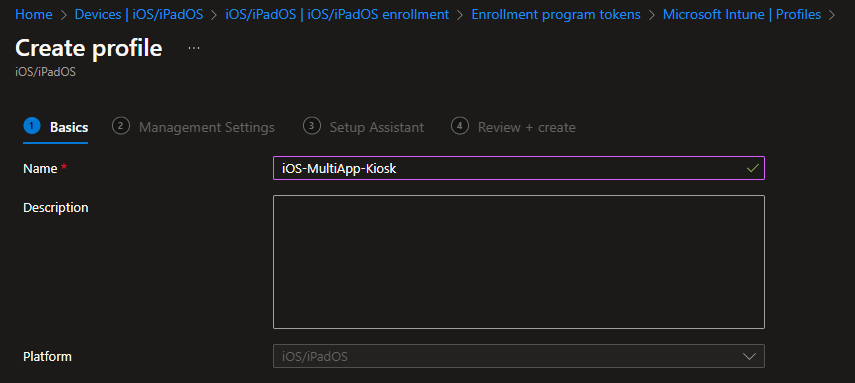 Home > Devices | iOS/iPadOS > iOS/iPadOS | iOS/iPadOS enrollment > Enrollment program tokens > Microsoft Intune | Profiles >
Create profile ...
iOS/iPadOS
1 Basics 2 Management Settings 3 Setup Assistant 4 Review + create
Name * iOS-MultiApp-Kiosk
Description
Platform iOS/iPadOS